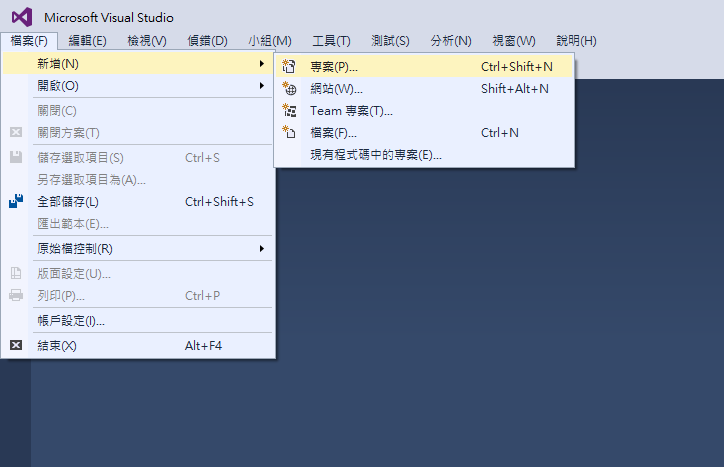 Microsoft Visual Studio
檔案(F) 編輯(E) 檢視(V) 偵錯(D) 小組(M) 工具(T) 測試(S) 分析(N) 視窗(W) 說明(H)
新增(N)
開啟(O)
關閉(C)
關閉方案(T)
儲存選取項目(S) Ctrl+S
另存選取項目為(A)...
全部儲存(L) Ctrl+Shift+S
匯出範本(E)...
原始檔控制(R)
版面設定(U)...
列印(P)... Ctrl+P
帳戶設定(I)...
結束(X) Alt+F4
專案(P)... Ctrl+Shift+N
網站(W)... Shift+Alt+N
Team 專案(T)...
檔案(F)... Ctrl+N
現有程式碼中的專案(E)...